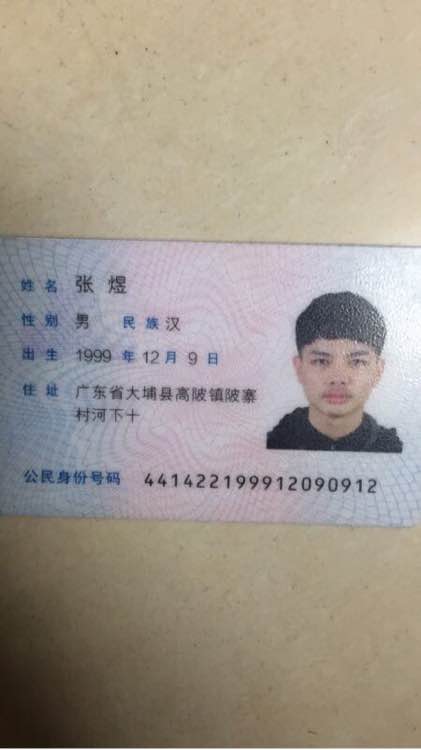 姓名 张煜
性别 男 民族 汉
出生 1999 年 12 月 9 日
住址 广东省大埔县高陂镇陂寨
村河下十
公民身份号码 441422199912090912